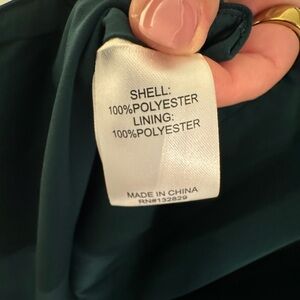 SHELL:
100%POLYESTER
LINING:
100%POLYESTER
MADE IN CHINA
RN#132829